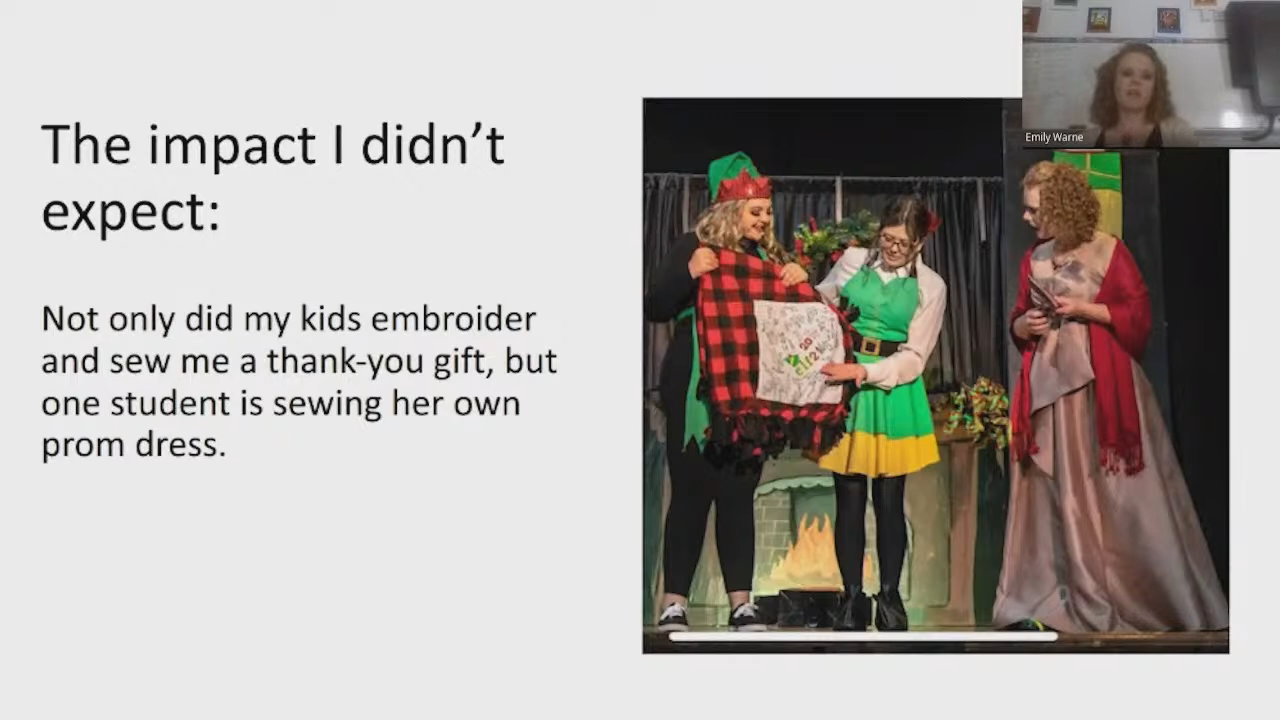 The impact I didn’t
expect:
Not only did my kids embroider
and sew me a thank-you gift, but
one student is sewing her own
prom dress.
Emily Warne